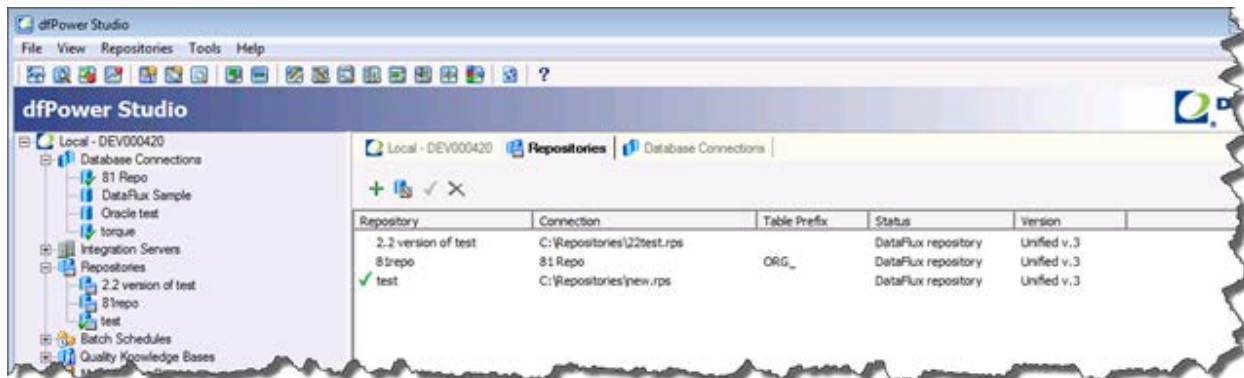 dfPower Studio
File View Repositories Tools Help
dfPower Studio
Local - DEV000420
Database Connections
81 Repo
DataFlux Sample
Oracle test
torque
Integration Servers
Repositories
2.2 version of test
81repo
test
Batch Schedules
Quality Knowledge Bases
Local - DEV000420 Repositories Database Connections
Repository Connection Table Prefix Status Version
2.2 version of test C:\Repositories\22test.rps DataFlux repository Unified v.3
81repo 81 Repo ORG_ DataFlux repository Unified v.3
test C:\Repositories\new.rps DataFlux repository Unified v.3